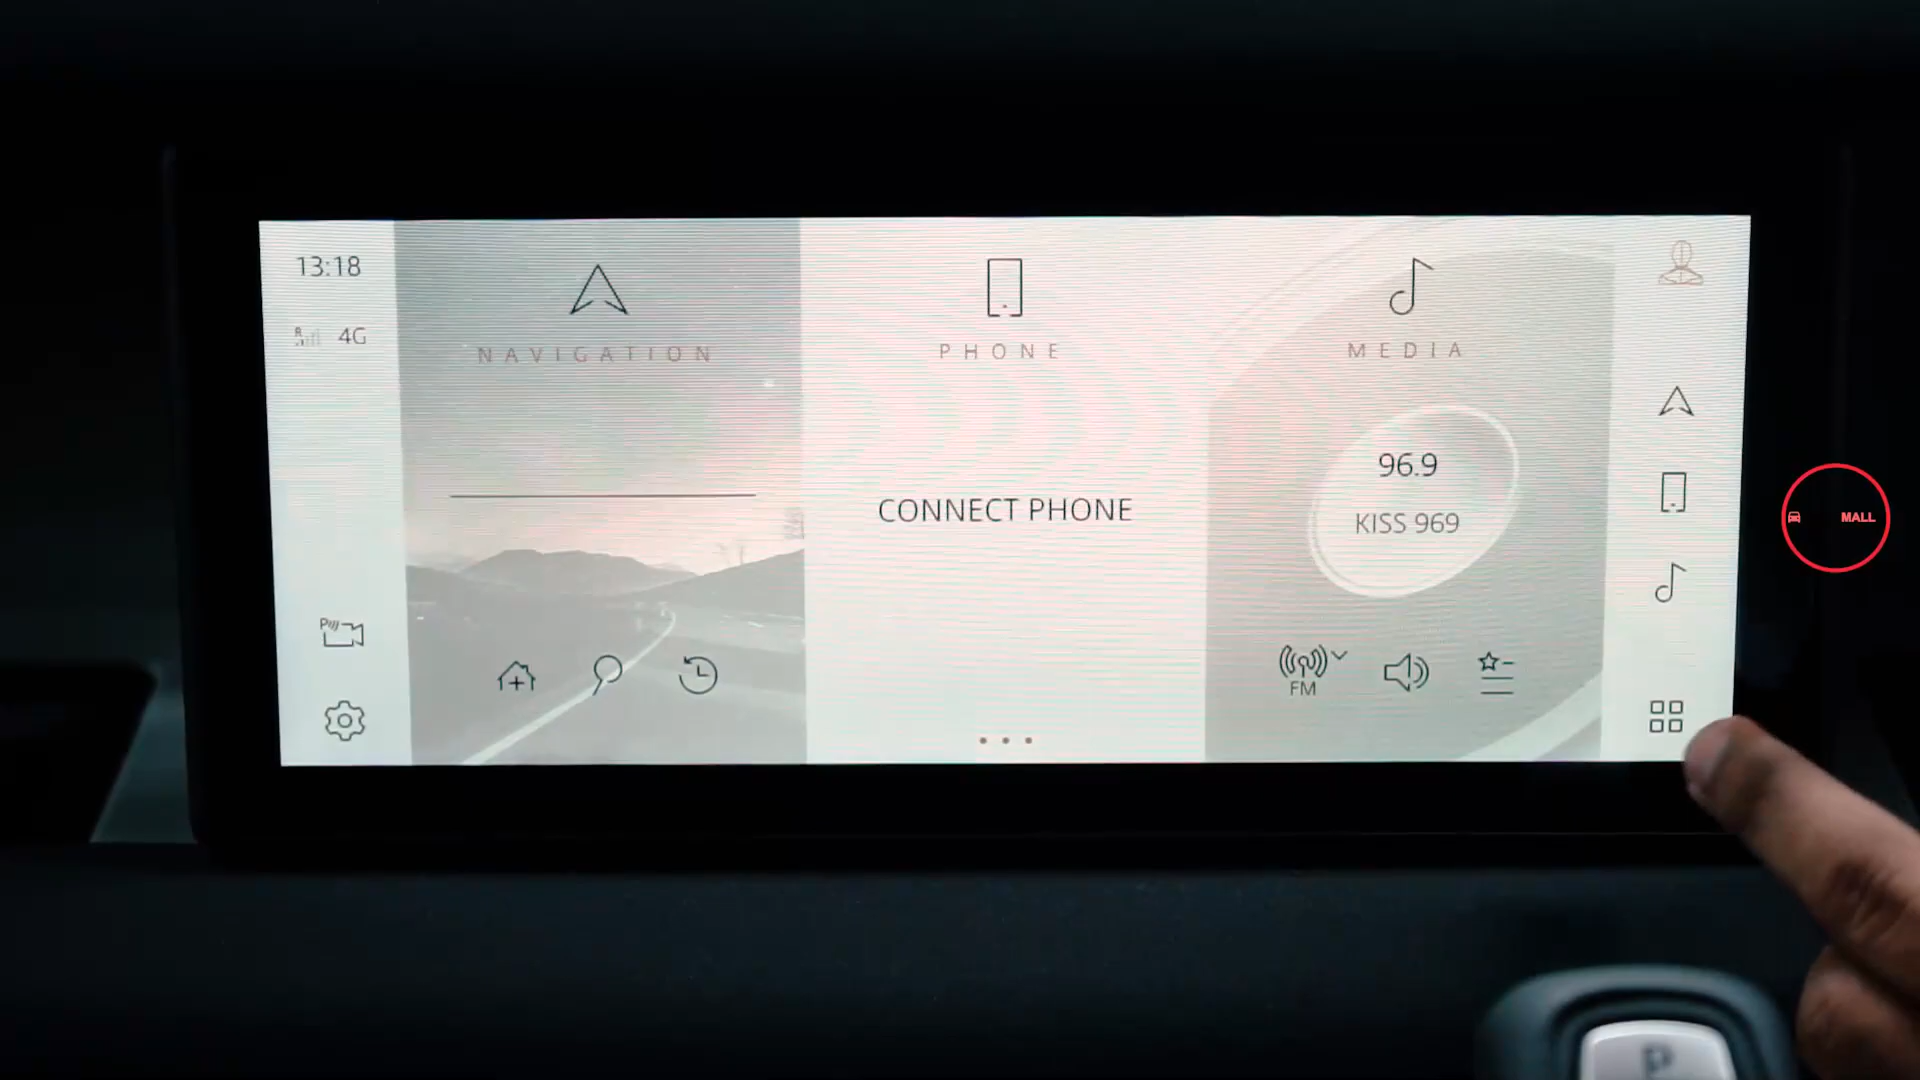 13:18
R 4G
NAVIGATION
PHONE
CONNECT PHONE
MEDIA
96.9
KISS 969
FM
P
MALL
P